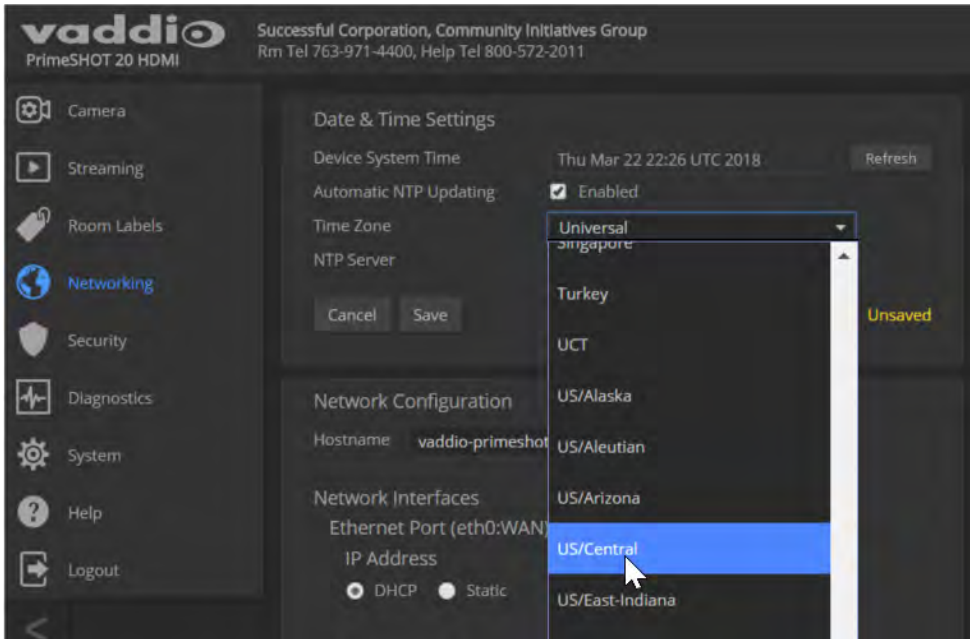 vaddio
PrimeSHOT 20 HDMI
Successful Corporation, Community Initiatives Group
Rm Tel 763-971-4400, Help Tel 800-572-2011
Camera
Streaming
Room Labels
Networking
Security
Diagnostics
System
Help
Logout
Date & Time Settings
Device System Time Thu Mar 22 22:26 UTC 2018 Refresh
Automatic NTP Updating Enabled
Time Zone Universal
NTP Server
Cancel Save Unsaved
Singapore
Turkey
UCT
US/Alaska
US/Aleutian
US/Arizona
US/Central
US/East-Indiana
Network Configuration
Hostname vaddio-primeshot
Network Interfaces
Ethernet Port (eth0:WAN)
IP Address
DHCP Static